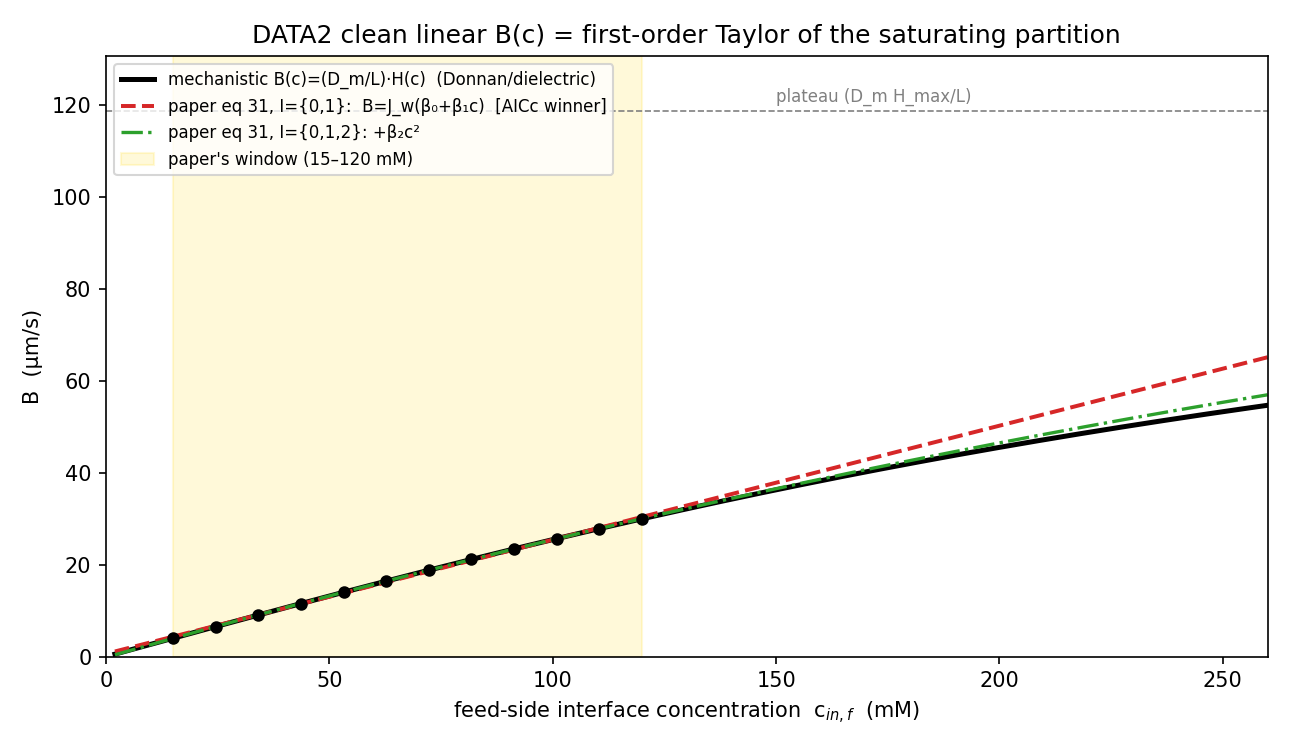 DATA2 clean linear B(c) = first-order Taylor of the saturating partition
mechanistic B(c)=(D_m/L)·H(c)  (Donnan/dielectric)
paper eq 31, I={0,1}:  B=J_w(β₀+β₁c)  [AICc winner]
paper eq 31, I={0,1,2}: +β₂c²
paper's window (15–120 mM)
plateau (D_m H_max/L)
120
100
80
60
40
20
0
B (μm/s)
0 50 100 150 200 250
feed-side interface concentration  c_{in,f}  (mM)